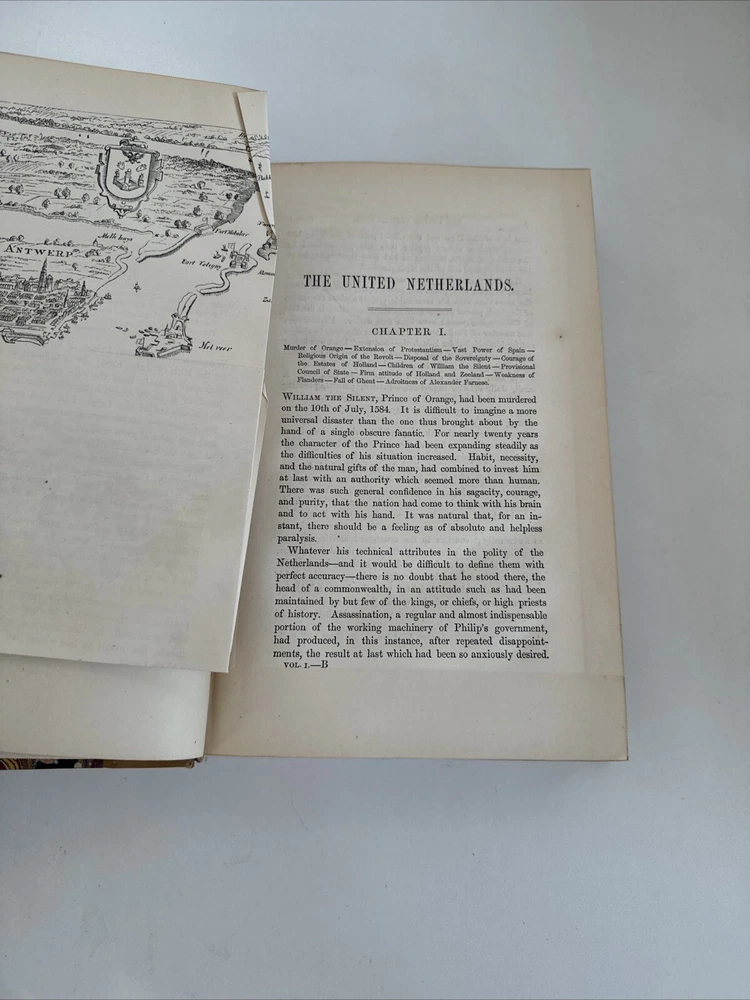 ANTWERP
Het veer
THE UNITED NETHERLANDS.
CHAPTER I.
Murder of Orange — Extension of Protestantism — Vast Power of Spain —
Religious Origin of the Revolt — Disposal of the Sovereignty — Courage of
the Estates of Holland — Children of William the Silent — Provisional
Council of State — Firm attitude of Holland and Zeeland — Weakness of
Flanders — Fall of Ghent — Adroitness of Alexander Farnese.
WILLIAM THE SILENT, Prince of Orange, had been murdered
on the 10th of July, 1584. It is difficult to imagine a more
universal disaster than the one thus brought about by the
hand of a single obscure fanatic. For nearly twenty years
the character of the Prince had been expanding steadily as
the difficulties of his situation increased. Habit, necessity,
and the natural gifts of the man, had combined to invest him
at last with an authority which seemed more than human.
There was such general confidence in his sagacity, courage,
and purity, that the nation had come to think with his brain
and to act with his hand. It was natural that, for an in-
stant, there should be a feeling as of absolute and helpless
paralysis.
Whatever his technical attributes in the polity of the
Netherlands—and it would be difficult to define them with
perfect accuracy—there is no doubt that he stood there, the
head of a commonwealth, in an attitude such as had been
maintained by but few of the kings, or chiefs, or high priests
of history. Assassination, a regular and almost indispensable
portion of the working machinery of Philip's government,
had produced, in this instance, after repeated disappoint-
ments, the result at last which had been so anxiously desired.
VOL. I.—B